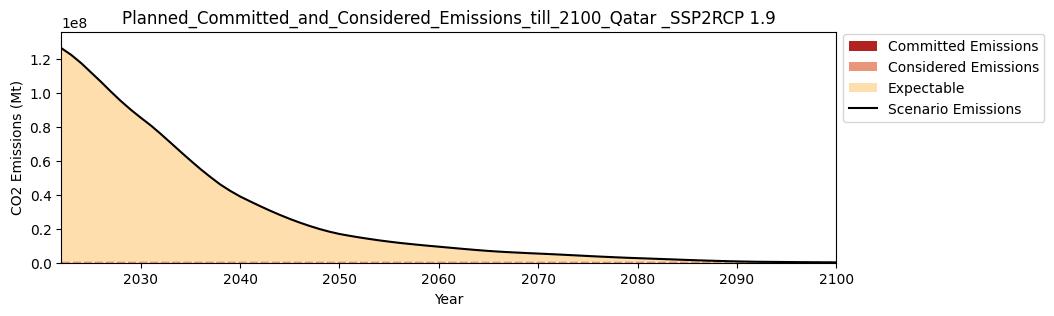 Planned_Committed_and_Considered_Emissions_till_2100_Qatar _SSP2RCP 1.9
1e8
CO2 Emissions (Mt)
1.2
1.0
0.8
0.6
0.4
0.2
0.0
2030 2040 2050 2060 2070 2080 2090 2100
Year
Committed Emissions
Considered Emissions
Expectable
Scenario Emissions